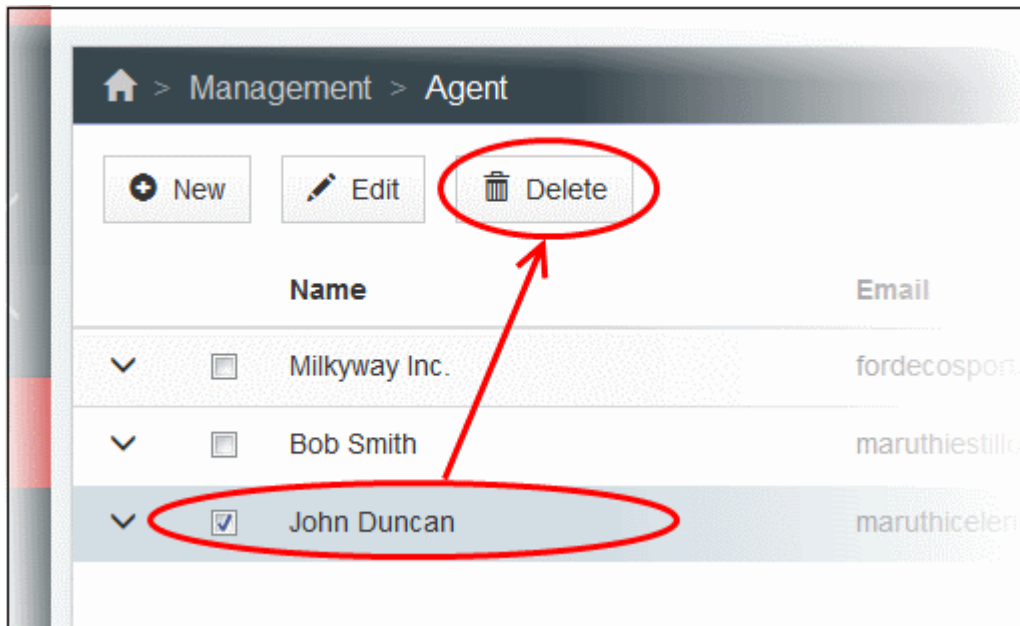 > Management > Agent
New Edit Delete
Name Email
Milkyway Inc.
Bob Smith
John Duncan